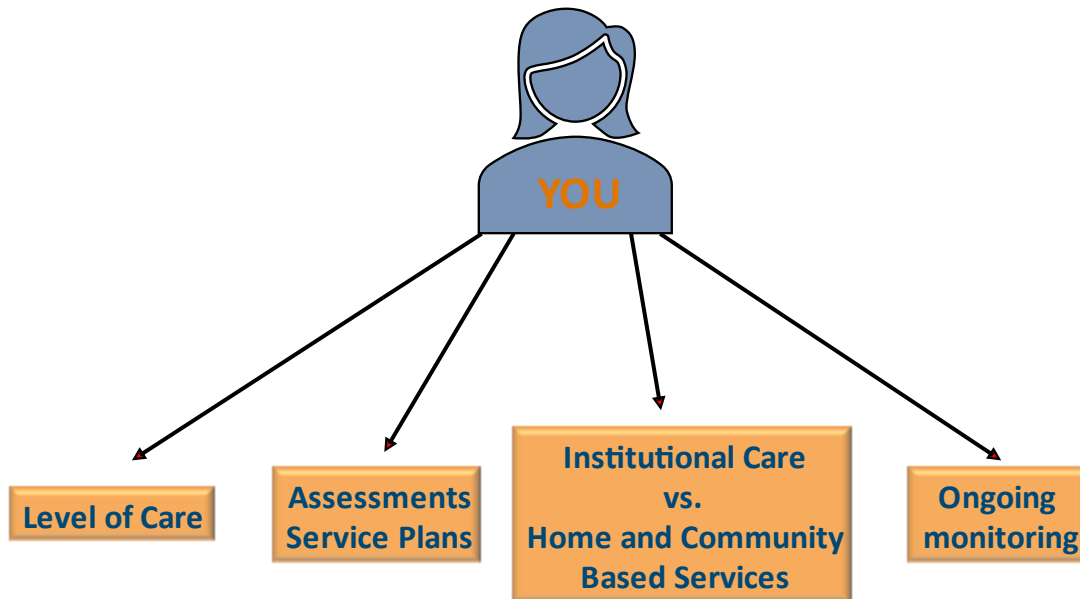 YOU
Level of Care
Assessments
Service Plans
Institutional Care
vs.
Home and Community
Based Services
Ongoing
monitoring